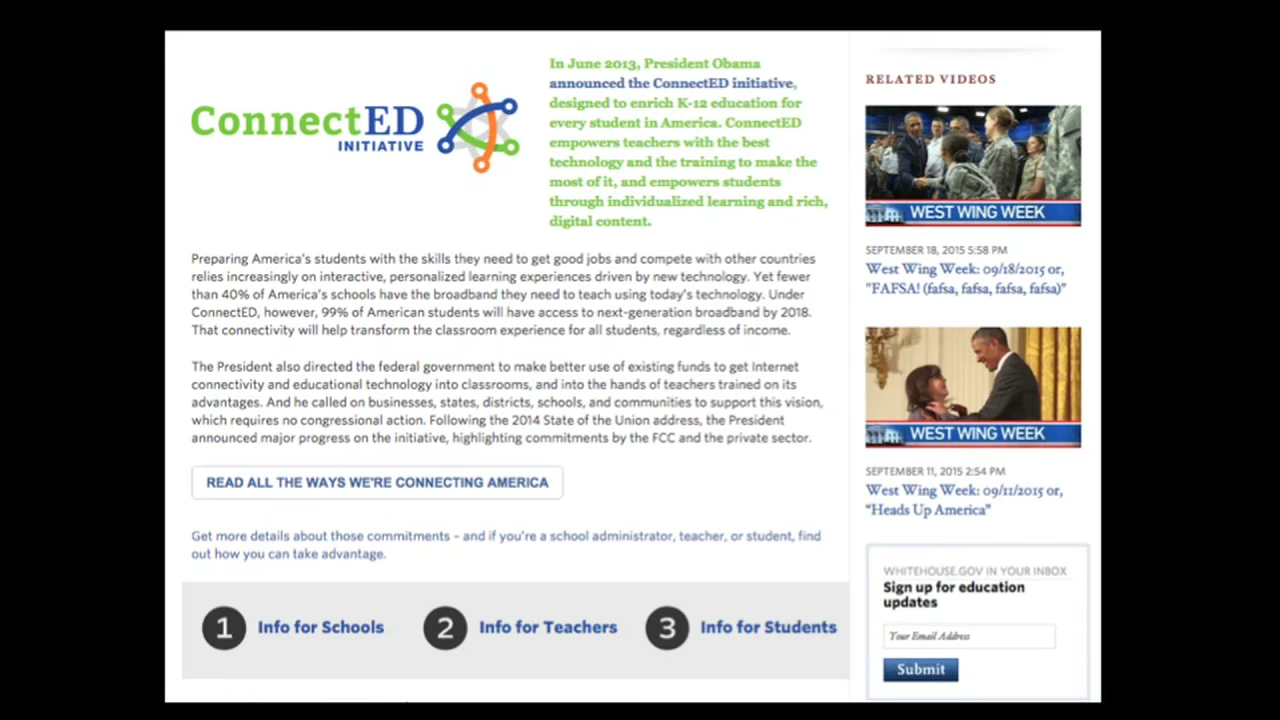 ConnectED
INITIATIVE
In June 2013, President Obama
announced the ConnectED initiative,
designed to enrich K-12 education for
every student in America. ConnectED
empowers teachers with the best
technology and the training to make the
most of it, and empowers students
through individualized learning and rich,
digital content.
Preparing America's students with the skills they need to get good jobs and compete with other countries
relies increasingly on interactive, personalized learning experiences driven by new technology. Yet fewer
than 40% of America's schools have the broadband they need to teach using today's technology. Under
ConnectED, however, 99% of American students will have access to next-generation broadband by 2018.
That connectivity will help transform the classroom experience for all students, regardless of income.
The President also directed the federal government to make better use of existing funds to get Internet
connectivity and educational technology into classrooms, and into the hands of teachers trained on its
advantages. And he called on businesses, states, districts, schools, and communities to support this vision,
which requires no congressional action. Following the 2014 State of the Union address, the President
announced major progress on the initiative, highlighting commitments by the FCC and the private sector.
READ ALL THE WAYS WE'RE CONNECTING AMERICA
Get more details about those commitments – and if you're a school administrator, teacher, or student, find
out how you can take advantage.
1 Info for Schools
2 Info for Teachers
3 Info for Students
RELATED VIDEOS
WEST WING WEEK
SEPTEMBER 18, 2015 5:58 PM
West Wing Week: 09/18/2015 or,
"FAFSA! (fafsa, fafsa, fafsa, fafsa)"
WEST WING WEEK
SEPTEMBER 11, 2015 2:54 PM
West Wing Week: 09/11/2015 or,
"Heads Up America"
WHITEHOUSE.GOV IN YOUR INBOX
Sign up for education
updates
Your Email Address
Submit